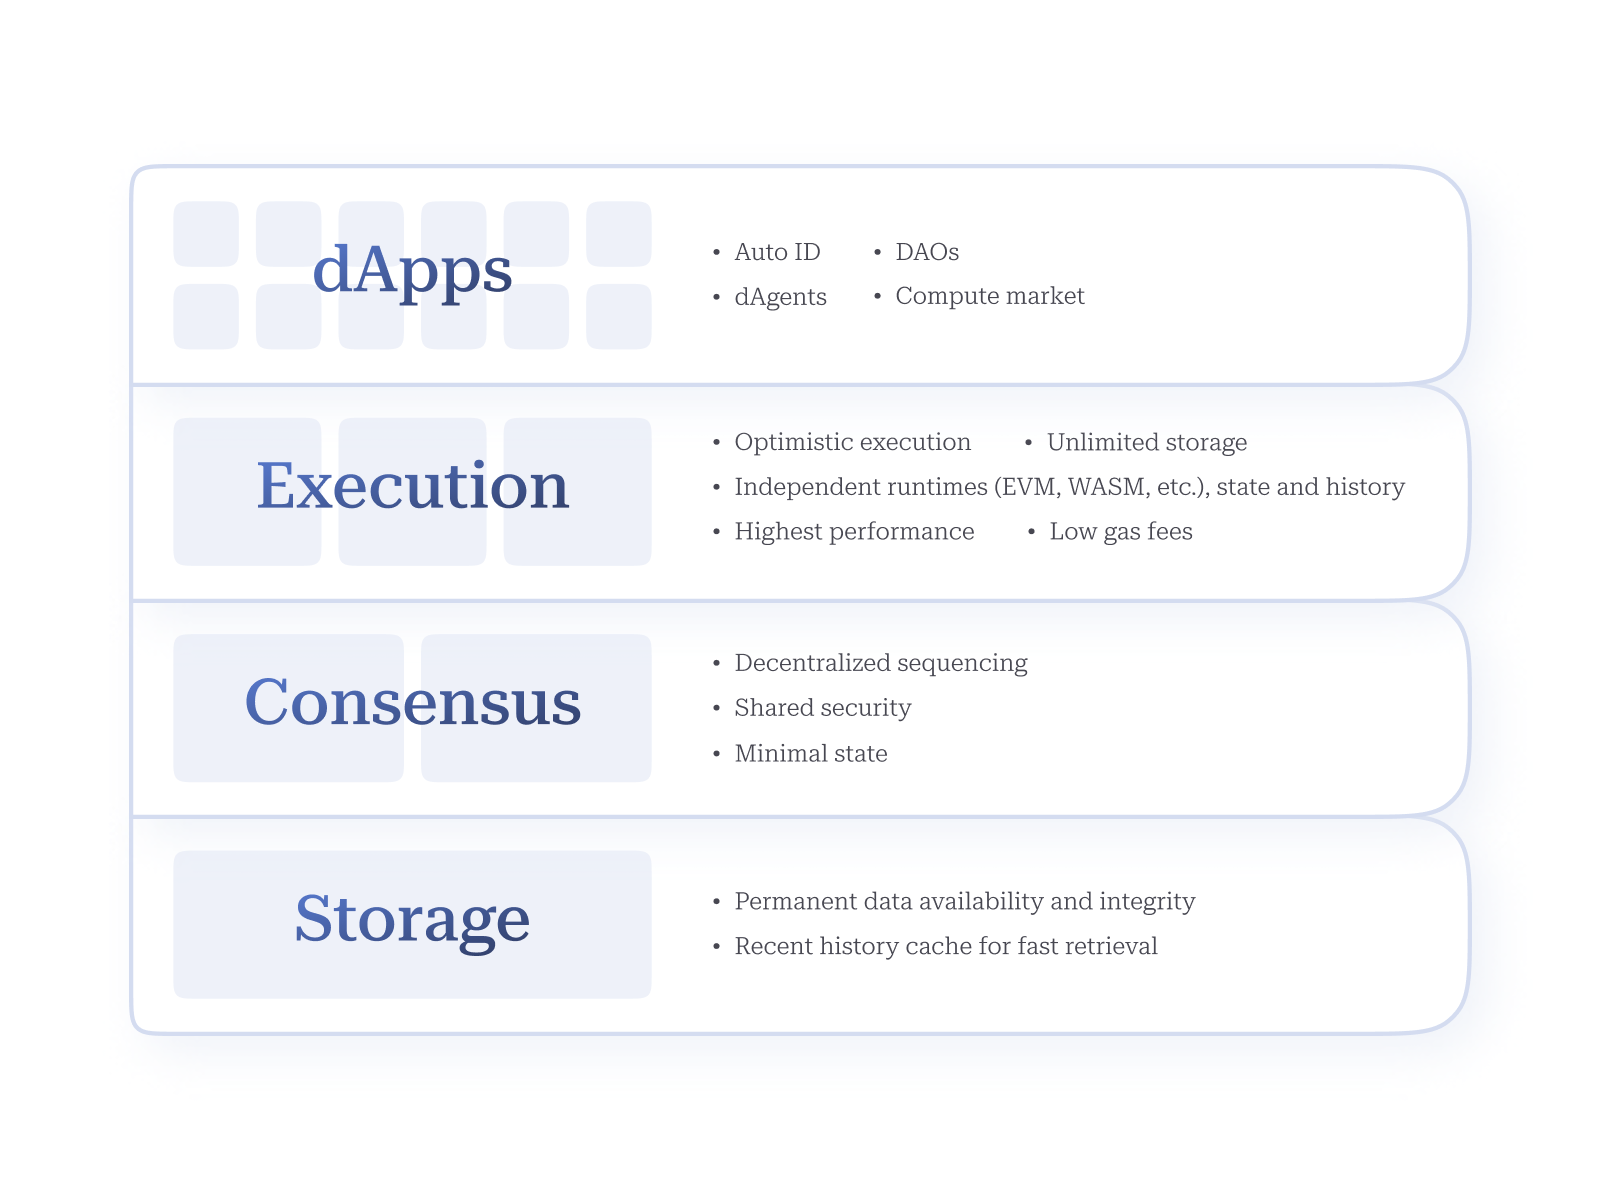 dApps
• Auto ID • DAOs
• dAgents • Compute market
Execution
• Optimistic execution • Unlimited storage
• Independent runtimes (EVM, WASM, etc.), state and history
• Highest performance • Low gas fees
Consensus
• Decentralized sequencing
• Shared security
• Minimal state
Storage
• Permanent data availability and integrity
• Recent history cache for fast retrieval